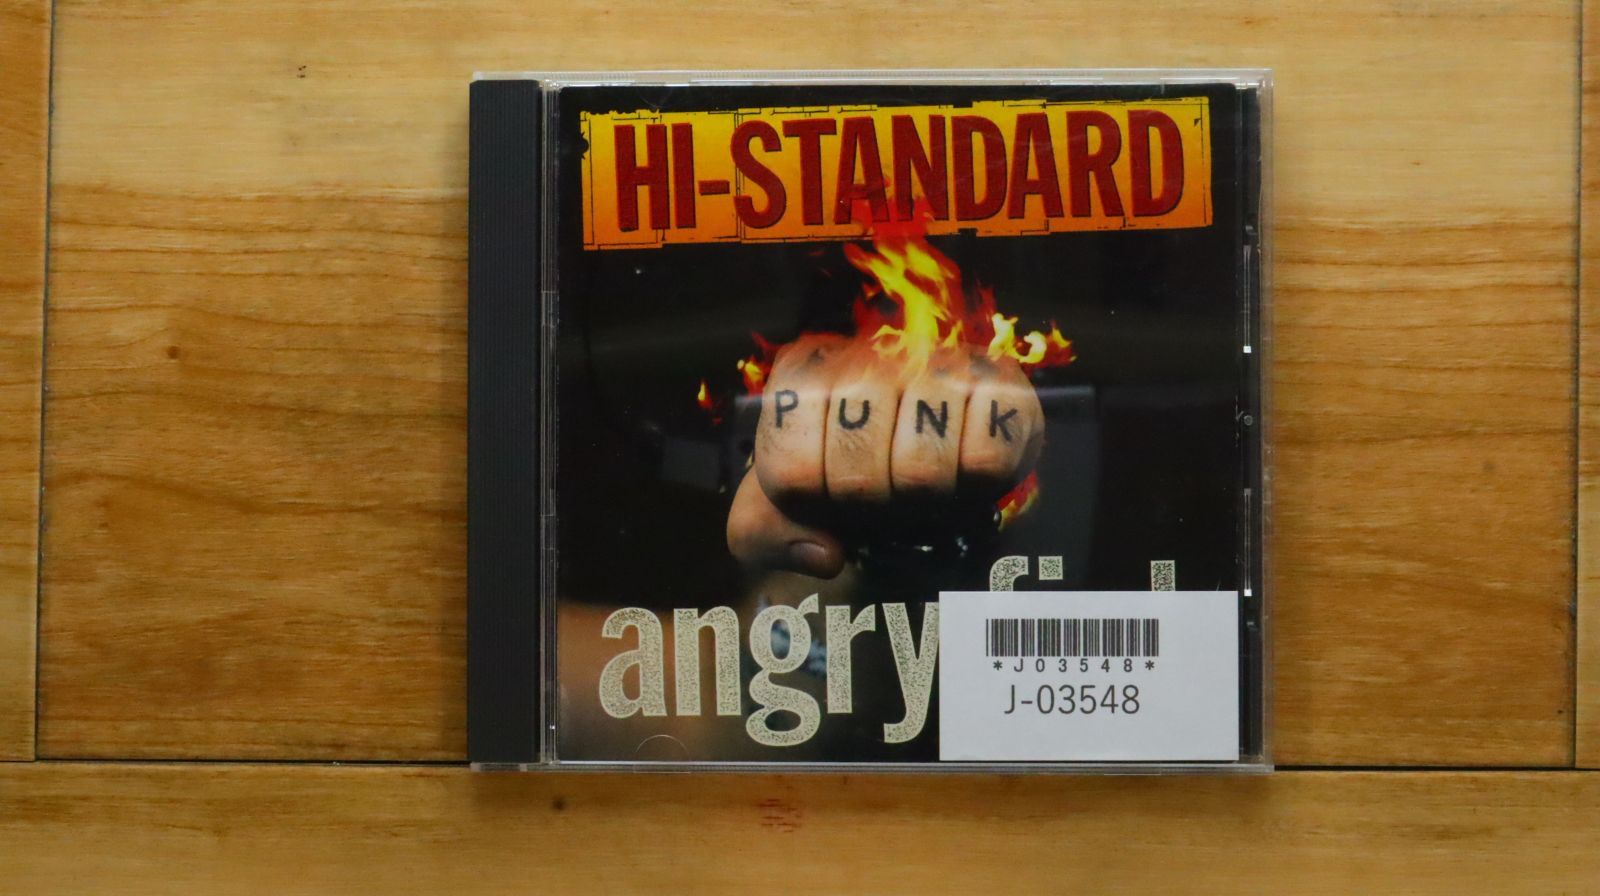 HI-STANDARD
PUNK
angry
*J03548*
J-03548